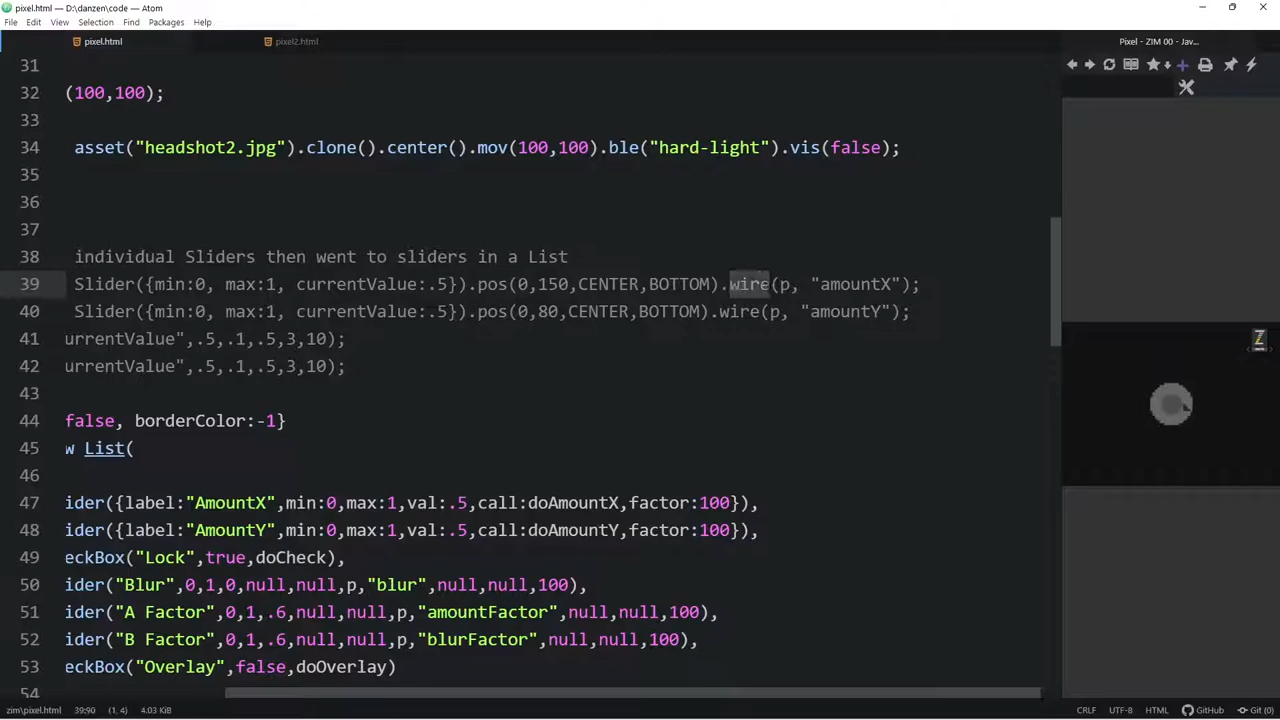 pixel.html — D:\danzen\code — Atom
File Edit View Selection Find Packages Help
pixel.html
pixel2.html
Pixel - ZIM 00 - Jav...
31
32 (100,100);
33
34 asset("headshot2.jpg").clone().center().mov(100,100).ble("hard-light").vis(false);
35
36
37
38 individual Sliders then went to sliders in a List
39 Slider({min:0, max:1, currentValue:.5}).pos(0,150,CENTER,BOTTOM).wire(p, "amountX");
40 Slider({min:0, max:1, currentValue:.5}).pos(0,80,CENTER,BOTTOM).wire(p, "amountY");
41 urrentValue",.5,.1,.5,3,10);
42 urrentValue",.5,.1,.5,3,10);
43
44 false, borderColor:-1}
45 w List(
46
47 ider({label:"AmountX",min:0,max:1,val:.5,call:doAmountX,factor:100}),
48 ider({label:"AmountY",min:0,max:1,val:.5,call:doAmountY,factor:100}),
49 eckBox("Lock",true,doCheck),
50 ider("Blur",0,1,0,null,null,p,"blur",null,null,100),
51 ider("A Factor",0,1,.6,null,null,p,"amountFactor",null,null,100),
52 ider("B Factor",0,1,.6,null,null,p,"blurFactor",null,null,100),
53 eckBox("Overlay",false,doOverlay)
54
Z
zim\pixel.html 39:90 (1, 4) 4.03 KiB
CRLF UTF-8 HTML GitHub Git (0)